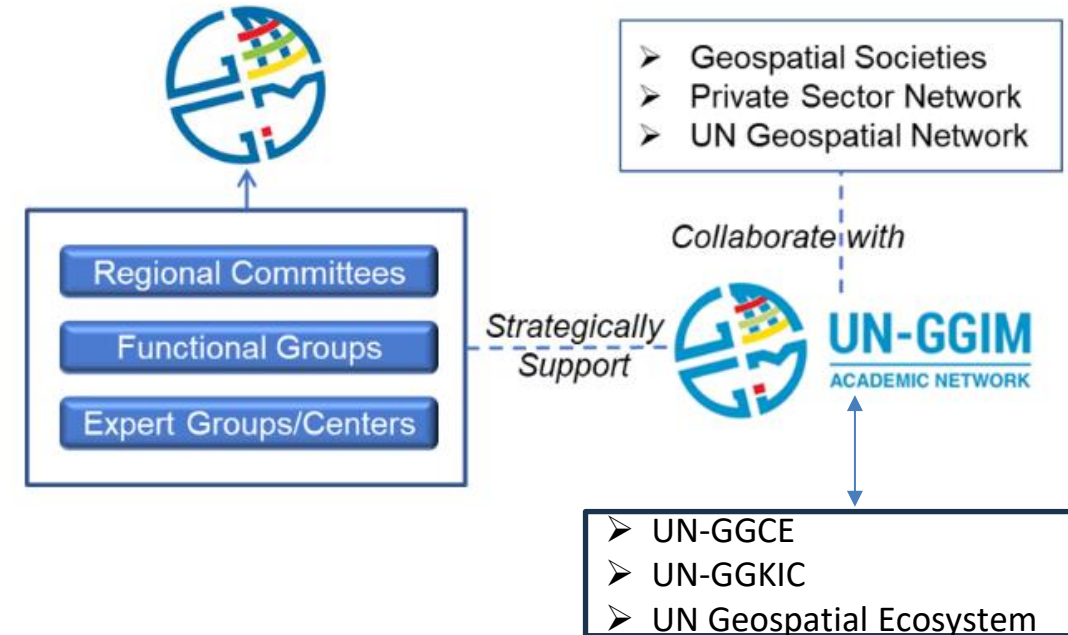 ➢ Geospatial Societies
➢ Private Sector Network
➢ UN Geospatial Network
Collaborate with
Regional Committees
Functional Groups
Expert Groups/Centers
Strategically
Support
UN-GGIM
ACADEMIC NETWORK
➢ UN-GGCE
➢ UN-GGKIC
➢ UN Geospatial Ecosystem